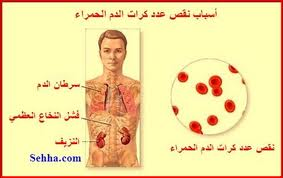 أسباب نقص عدد كرات الدم الحمراء
سرطان الدم
فشل النخاع العظمي
النزيف
نقص عدد كرات الدم الحمراء
Sehha.com